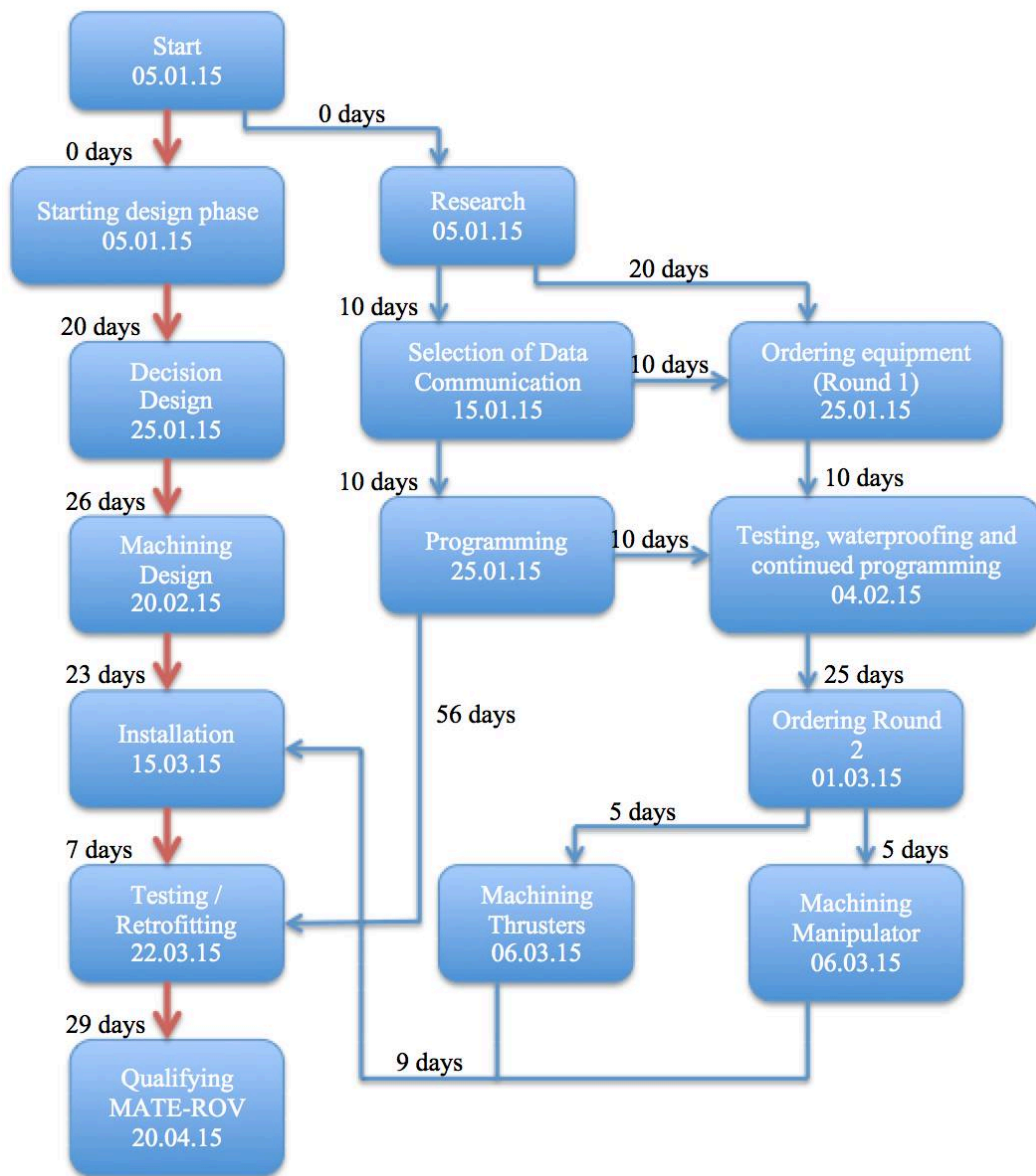 Start
05.01.15
0 days
0 days
Starting design phase
05.01.15
Research
05.01.15
20 days
10 days
20 days
Decision
Design
25.01.15
Selection of Data
Communication
15.01.15
10 days
Ordering equipment
(Round 1)
25.01.15
26 days
10 days
10 days
Machining
Design
20.02.15
Programming
25.01.15
10 days
Testing, waterproofing and
continued programming
04.02.15
23 days
25 days
Installation
15.03.15
56 days
Ordering Round
2
01.03.15
7 days
5 days
5 days
Testing /
Retrofitting
22.03.15
Machining
Thrusters
06.03.15
Machining
Manipulator
06.03.15
29 days
9 days
Qualifying
MATE-ROV
20.04.15